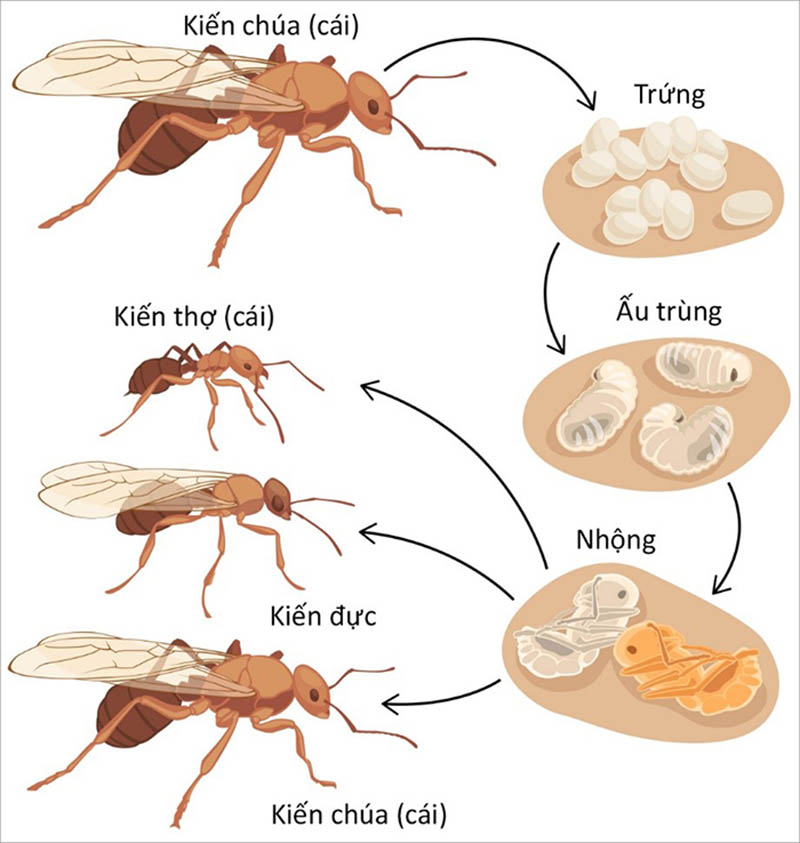 Kiến chúa (cái)
Trứng
Ấu trùng
Nhộng
Kiến thợ (cái)
Kiến đực
Kiến chúa (cái)